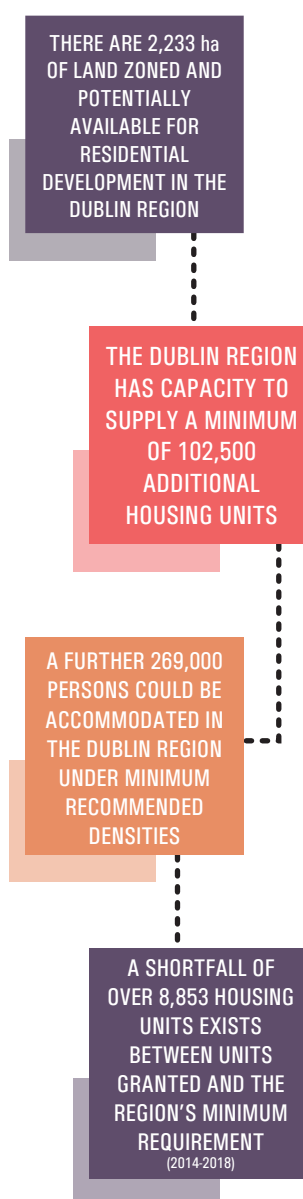 THERE ARE 2,233 ha
OF LAND ZONED AND
POTENTIALLY
AVAILABLE FOR
RESIDENTIAL
DEVELOPMENT IN THE
DUBLIN REGION
THE DUBLIN REGION
HAS CAPACITY TO
SUPPLY A MINIMUM
OF 102,500
ADDITIONAL
HOUSING UNITS
A FURTHER 269,000
PERSONS COULD BE
ACCOMMODATED IN
THE DUBLIN REGION
UNDER MINIMUM
RECOMMENDED
DENSITIES
A SHORTFALL OF
OVER 8,853 HOUSING
UNITS EXISTS
BETWEEN UNITS
GRANTED AND THE
REGION'S MINIMUM
REQUIREMENT
(2014-2018)